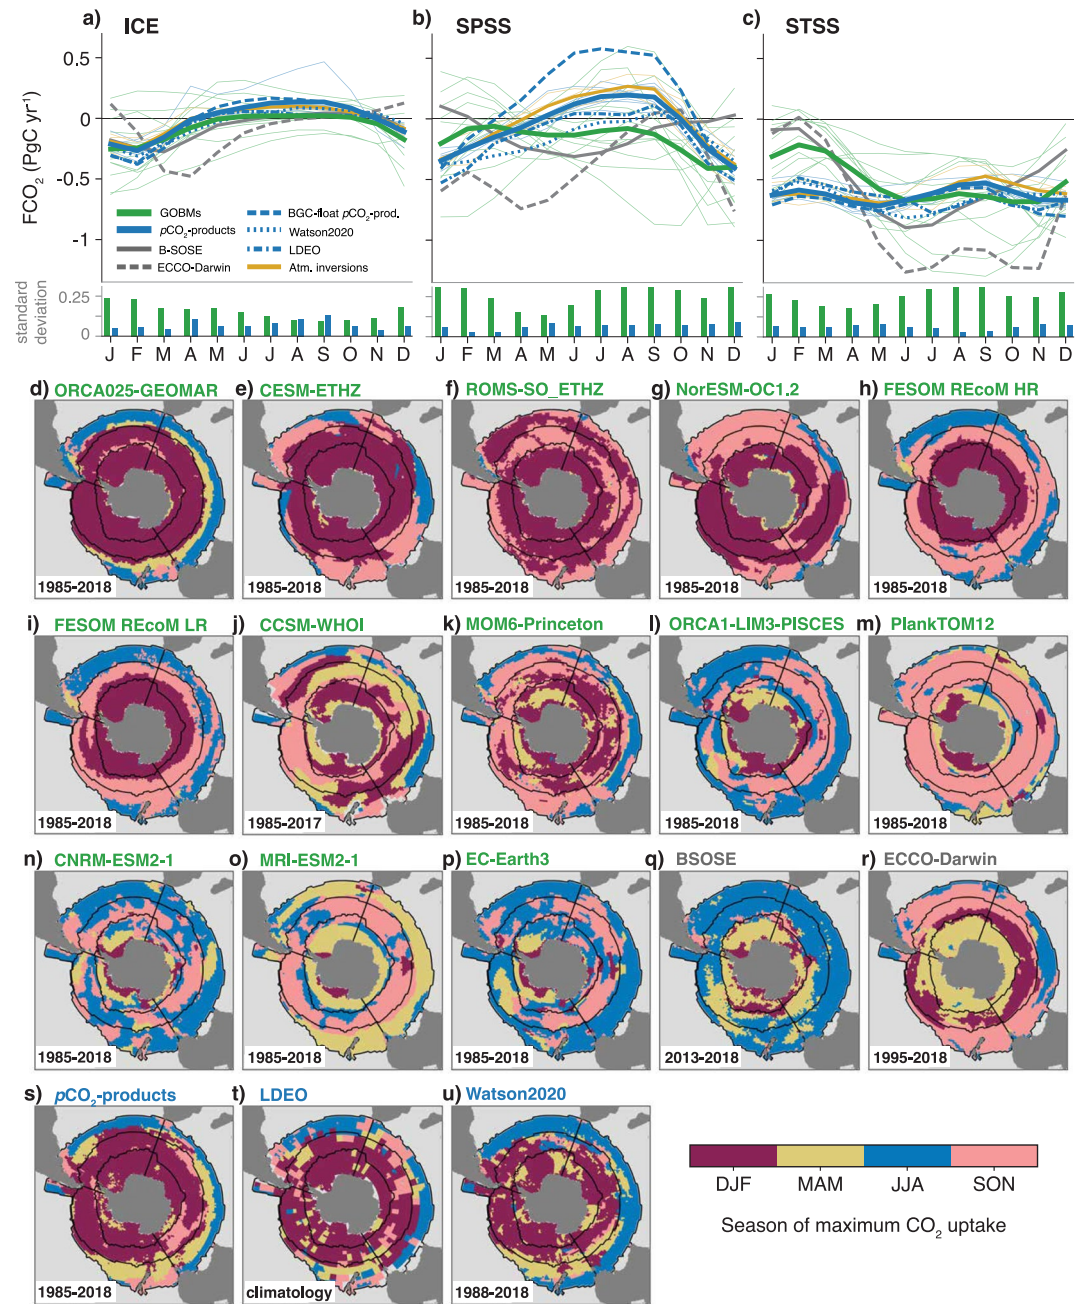 a) ICE
b) SPSS
c) STSS
FCO2 (PgC yr-1)
0.5
0
-0.5
-1
GOBMs
pCO2-products
B-SOSE
ECCO-Darwin
BGC-float pCO2-prod.
Watson2020
LDEO
Atm. inversions
standard deviation
0.25
0
J F M A M J J A S O N D
J F M A M J J A S O N D
J F M A M J J A S O N D
d) ORCA025-GEOMAR
e) CESM-ETHZ
f) ROMS-SO_ETHZ
g) NorESM-OC1.2
h) FESOM REcoM HR
1985-2018
1985-2018
1985-2018
1985-2018
1985-2018
i) FESOM REcoM LR
j) CCSM-WHOI
k) MOM6-Princeton
l) ORCA1-LIM3-PISCES
m) PlankTOM12
1985-2018
1985-2017
1985-2018
1985-2018
1985-2018
n) CNRM-ESM2-1
o) MRI-ESM2-1
p) EC-Earth3
q) BSOSE
r) ECCO-Darwin
1985-2018
1985-2018
1985-2018
2013-2018
1995-2018
s) pCO2-products
t) LDEO
u) Watson2020
1985-2018
climatology
1988-2018
DJF MAM JJA SON
Season of maximum CO2 uptake